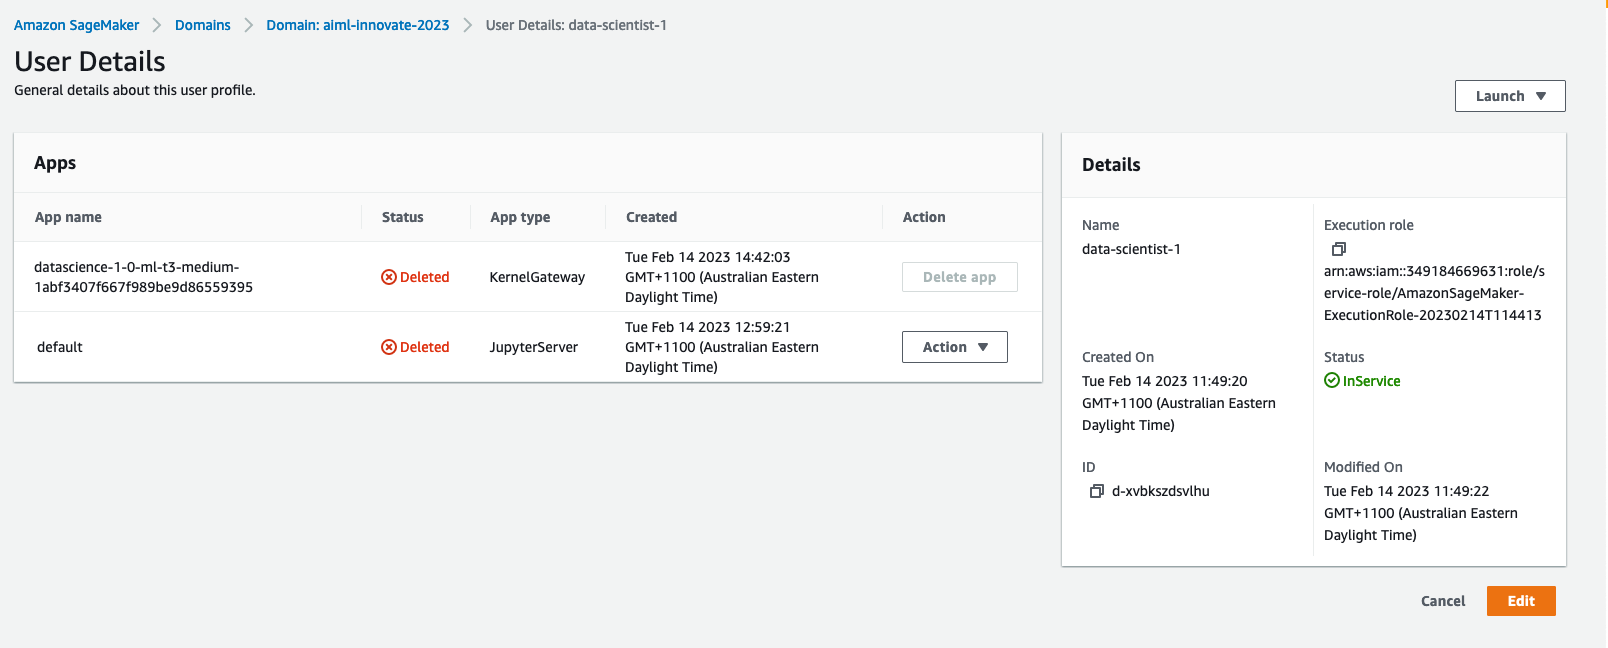 Amazon SageMaker > Domains > Domain: aiml-innovate-2023 > User Details: data-scientist-1
User Details
General details about this user profile.
Launch ▼
Apps
App name Status App type Created Action
datascience-1-0-ml-t3-medium-
1abf3407f667f989be9d86559395
Deleted
KernelGateway
Tue Feb 14 2023 14:42:03
GMT+1100 (Australian Eastern
Daylight Time)
Delete app
default
Deleted
JupyterServer
Tue Feb 14 2023 12:59:21
GMT+1100 (Australian Eastern
Daylight Time)
Action ▼
Details
Name
data-scientist-1
Execution role
arn:aws:iam::349184669631:role/s
ervice-role/AmazonSageMaker-
ExecutionRole-20230214T114413
Created On
Tue Feb 14 2023 11:49:20
GMT+1100 (Australian Eastern
Daylight Time)
Status
InService
ID
d-xvbkszdsvlhu
Modified On
Tue Feb 14 2023 11:49:22
GMT+1100 (Australian Eastern
Daylight Time)
Cancel
Edit